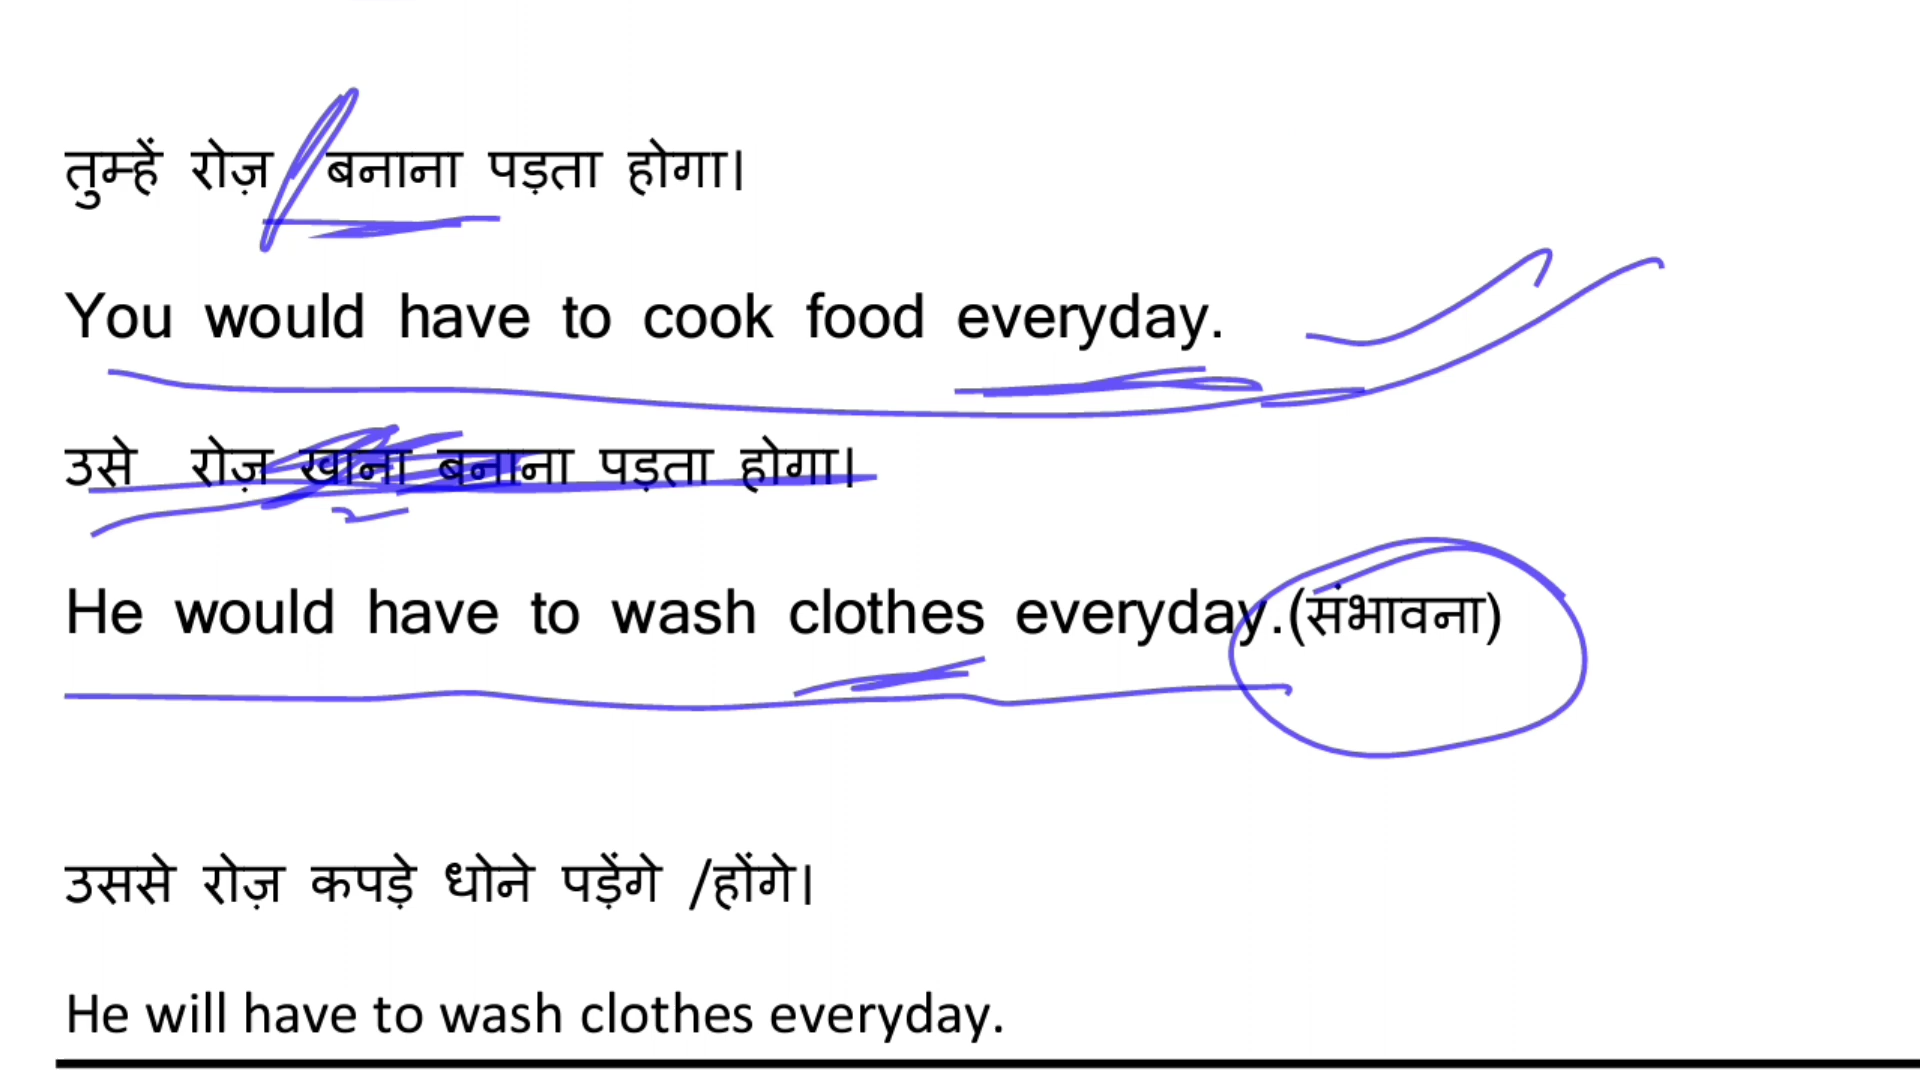 तुम्हें रोज़ बनाना पड़ता होगा।
You would have to cook food everyday.
उसे रोज़ खाना बनाना पड़ता होगा।
He would have to wash clothes everyday.(संभावना)
उससे रोज़ कपड़े धोने पड़ेंगे /होंगे।
He will have to wash clothes everyday.